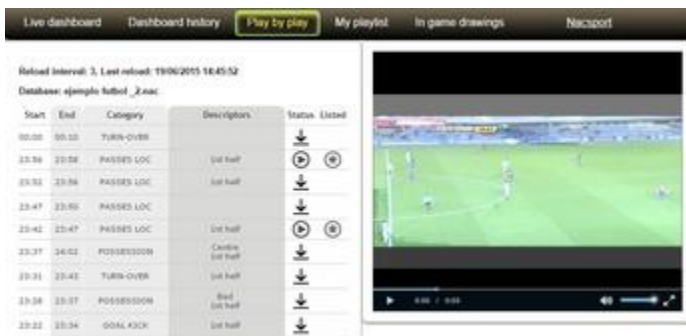 Live dashboard Dashboard history Play by play My playlist In game drawings Nacsport
Reload interval: 3, Last reload: 19/06/2015 18:45:52
Database: ejemplo futbol _2.nac
Start End Category Descriptors Status Listed
00:00 00:10 TURN-OVER
23:56 23:58 PASSES LOC 1st half
23:52 23:56 PASSES LOC 1st half
23:47 23:50 PASSES LOC
23:42 23:47 PASSES LOC 1st half
23:37 24:02 POSSESSION Centre
1st half
23:31 23:43 TURN-OVER 1st half
23:28 23:37 POSSESSION Bad
1st half
23:22 23:34 GOAL KICK 1st half
0:00 / 0:08